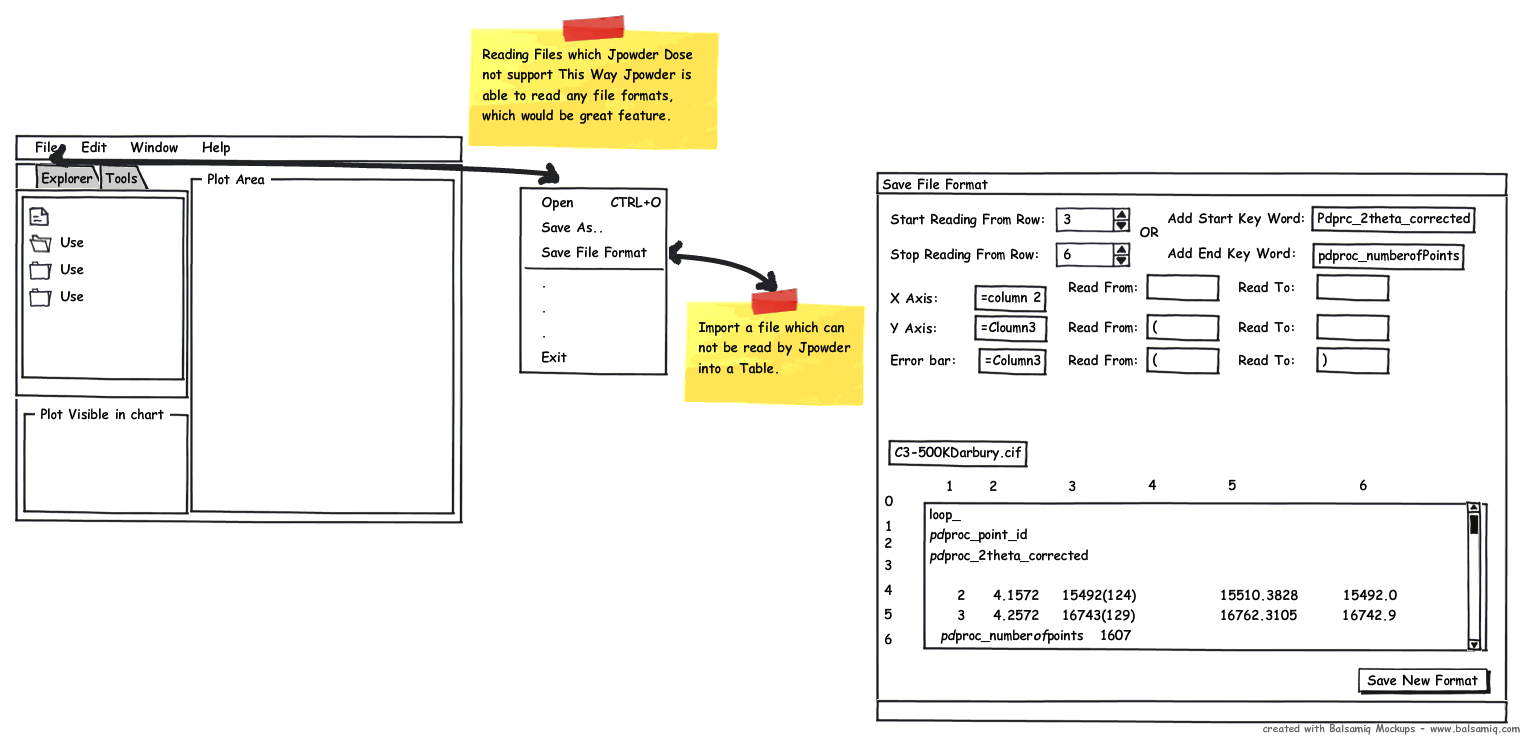 Reading Files which Jpowder Dose
not support This Way Jpowder is
able to read any file formats,
which would be great feature.
File Edit Window Help
Explorer Tools
Plot Area
Use
Use
Use
Plot Visible in chart
Open CTRL+O
Save As..
Save File Format
.
.
.
Exit
Import a file which can
not be read by Jpowder
into a Table.
Save File Format
Start Reading From Row: 3 OR Add Start Key Word: Pdprc_2theta_corrected
Stop Reading From Row: 6 Add End Key Word: pdproc_numberofPoints
X Axis: =column 2 Read From: Read To:
Y Axis: =Cloumn3 Read From: ( Read To:
Error bar: =Column3 Read From: ( Read To: )
C3-500KDarbury.cif
1 2 3 4 5 6
0
loop_
1
pdproc_point_id
2
pdproc_2theta_corrected
3
4 2 4.1572 15492(124) 15510.3828 15492.0
5 3 4.2572 16743(129) 16762.3105 16742.9
6 pdproc_numberofpoints 1607
Save New Format
created with Balsamiq Mockups - www.balsamiq.com